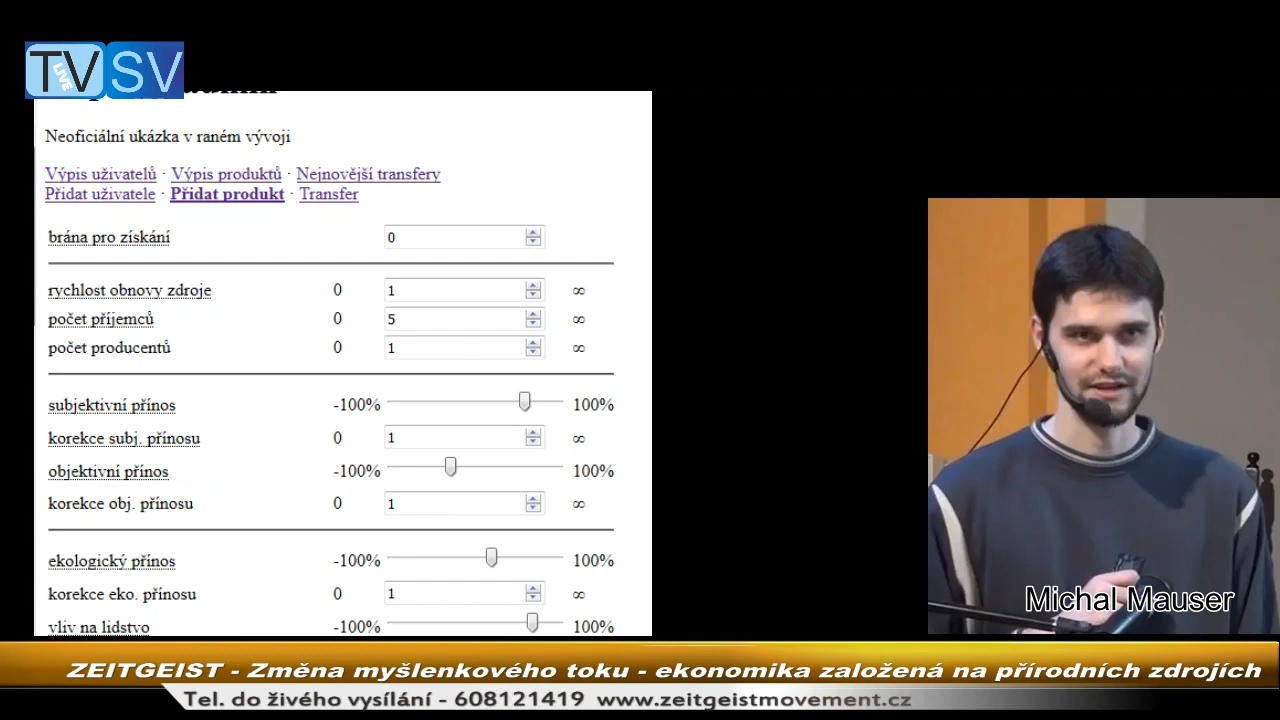 TV LIVE SV
Neoficiální ukázka v raném vývoji
Výpis uživatelů · Výpis produktů · Nejnovější transfery
Přidat uživatele · Přidat produkt · Transfer
brána pro získání 0
rychlost obnovy zdroje 0 1 ∞
počet příjemců 0 5 ∞
počet producentů 0 1 ∞
subjektivní přínos -100% 100%
korekce subj. přínosu 0 1 ∞
objektivní přínos -100% 100%
korekce obj. přínosu 0 1 ∞
ekologický přínos -100% 100%
korekce eko. přínosu 0 1 ∞
vliv na lidstvo -100% 100%
Michal Mauser
ZEITGEIST - Změna myšlenkového toku - ekonomika založená na přírodních zdrojích
Tel. do živého vysílání - 608121419 www.zeitgeistmovement.cz